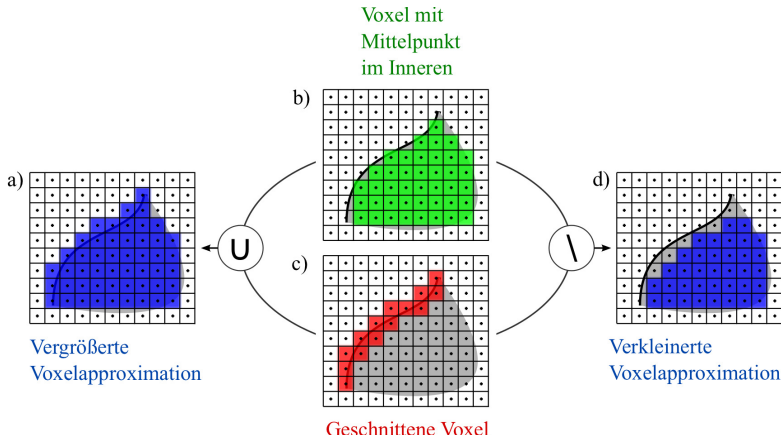 Voxel mit
Mittelpunkt
im Inneren
b)
a)
d)
U
\
c)
Vergrößerte
Voxelapproximation
Verkleinerte
Voxelapproximation
Geschnittene Voxel